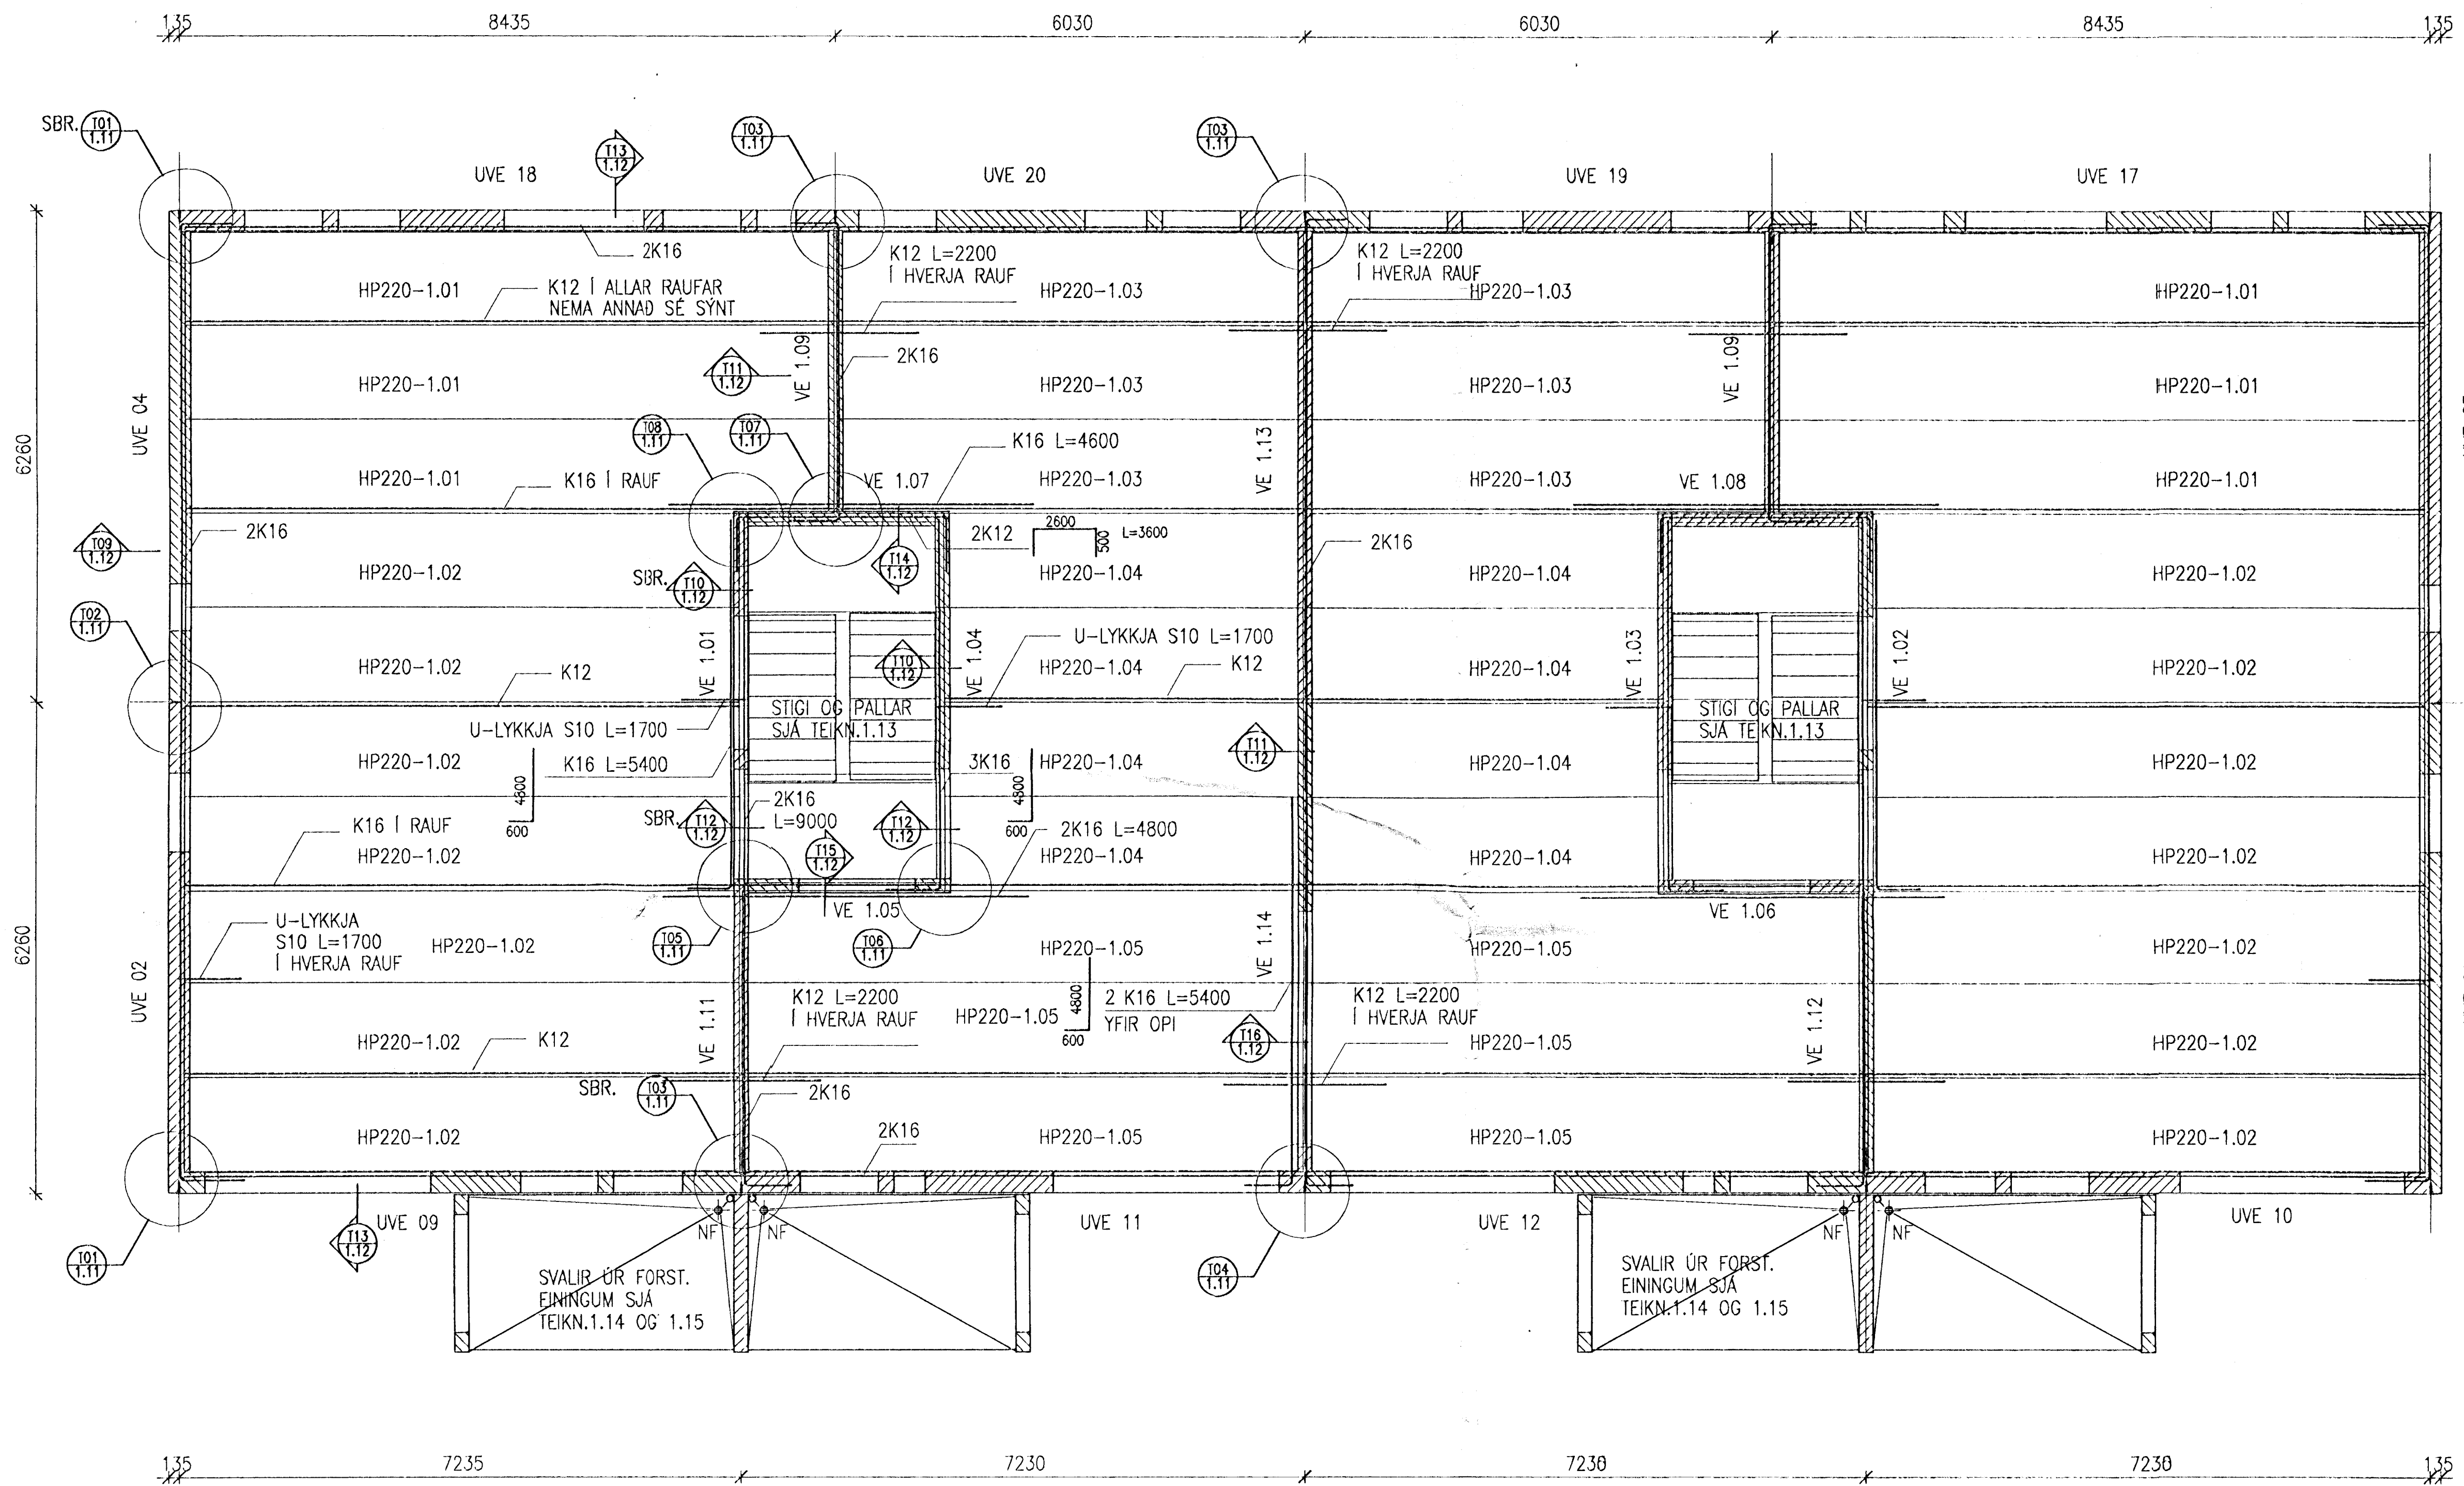 135 8435 6030 6030 8435 135
SBR. T01 1.11
T13 1.12
T03 1.11
T03 1.11
UVE 18
UVE 20
UVE 19
UVE 17
2K16
K12 L=2200
Í HVERJA RAUF
K12 L=2200
Í HVERJA RAUF
HP220-1.01
K12 Í ALLAR RAUFAR
NEMA ANNAÐ SÉ SÝNT
HP220-1.03
HP220-1.03
HP220-1.01
VE 1.09
2K16
VE 1.09
T11 1.12
HP220-1.01
HP220-1.03
HP220-1.03
HP220-1.01
UVE 04
6260
T08 1.11
T07 1.11
K16 L=4600
VE 1.13
HP220-1.01
K16 Í RAUF
VE 1.07
HP220-1.03
HP220-1.03
VE 1.08
HP220-1.01
T09 1.12
2K16
2K12
2600
500
L=3600
2K16
HP220-1.02
SBR. T10 1.12
T14 1.12
HP220-1.04
HP220-1.04
HP220-1.02
T02 1.11
VE 1.01
VE 1.04
U-LYKKJA S10 L=1700
VE 1.03
VE 1.02
HP220-1.02
K12
T10 1.12
HP220-1.04
K12
HP220-1.04
HP220-1.02
STIGI OG PALLAR
SJÁ TEIKN.1.13
STIGI OG PALLAR
SJÁ TEIKN.1.13
U-LYKKJA S10 L=1700
T11 1.12
HP220-1.02
K16 L=5400
3K16
HP220-1.04
HP220-1.04
HP220-1.02
4800
600
4800
600
2K16
L=9000
SBR. T12 1.12
T12 1.12
K16 Í RAUF
2K16 L=4800
T15 1.12
HP220-1.02
HP220-1.04
HP220-1.04
HP220-1.02
VE 1.05
VE 1.06
U-LYKKJA
S10 L=1700
Í HVERJA RAUF
HP220-1.02
T05 1.11
T06 1.11
HP220-1.05
VE 1.14
HP220-1.05
HP220-1.02
6260
UVE 02
K12 L=2200
Í HVERJA RAUF
HP220-1.05
4800
600
2 K16 L=5400
YFIR OPI
K12 L=2200
Í HVERJA RAUF
VE 1.12
VE 1.11
T16 1.12
HP220-1.02
K12
HP220-1.05
HP220-1.02
SBR. T03 1.11
2K16
2K16
HP220-1.02
HP220-1.05
HP220-1.05
HP220-1.02
UVE 09
NF
NF
UVE 11
UVE 12
NF
NF
UVE 10
T13 1.12
T01 1.11
T04 1.11
SVALIR ÚR FORST.
EININGUM SJÁ
TEIKN.1.14 OG 1.15
SVALIR ÚR FORST.
EININGUM SJÁ
TEIKN.1.14 OG 1.15
135 7235 7230 7230 7230 135